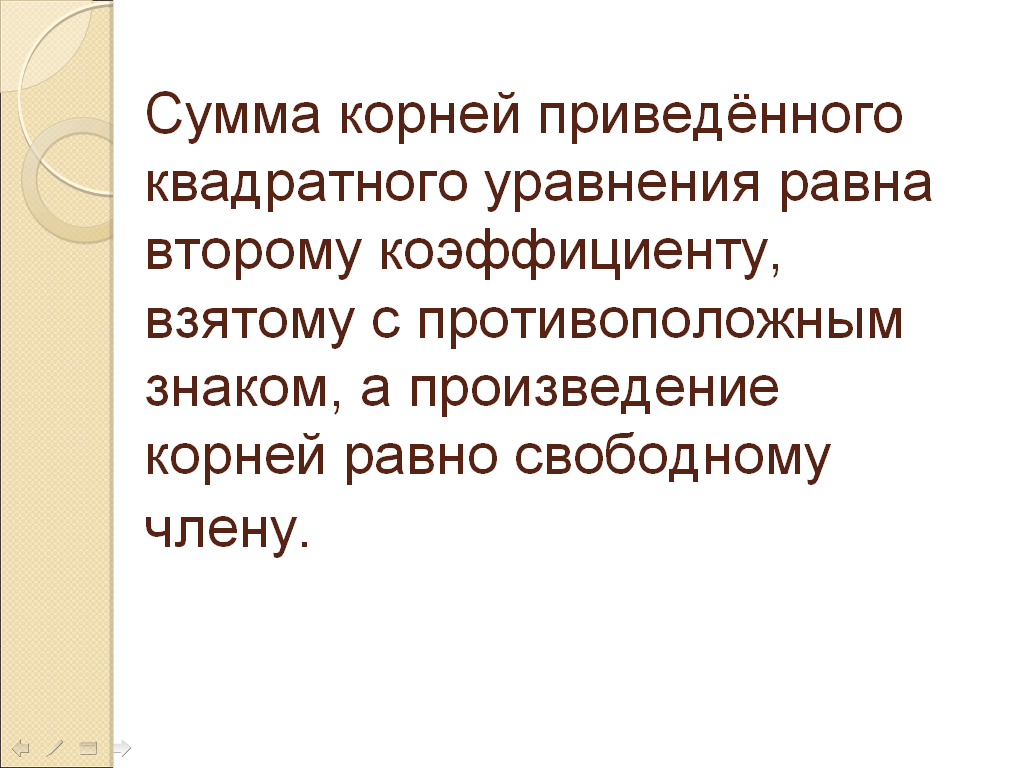 Сумма корней приведённого
квадратного уравнения равна
второму коэффициенту,
взятому с противоположным
знаком, а произведение
корней равно свободному
члену.